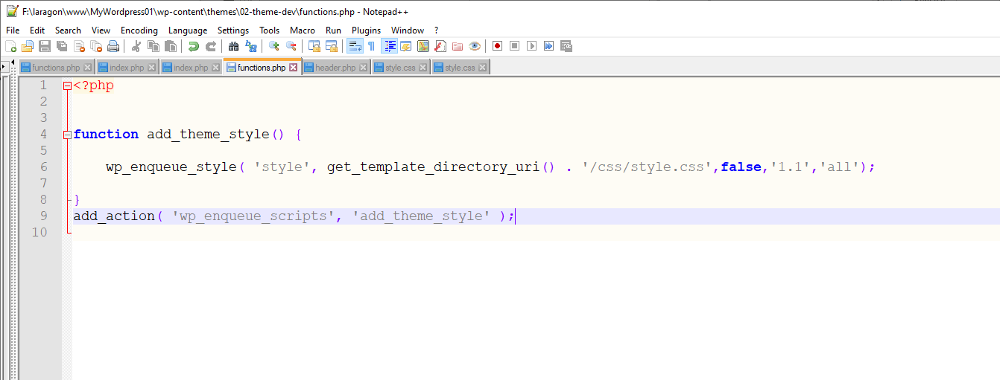 F:\laragon\www\MyWordpress01\wp-content\themes\02-theme-dev\functions.php - Notepad++
File Edit Search View Encoding Language Settings Tools Macro Run Plugins Window ?
functions.php index.php index.php functions.php header.php style.css style.css
1 <?php
2
3
4 function add_theme_style() {
5
6 wp_enqueue_style( 'style', get_template_directory_uri() . '/css/style.css',false,'1.1','all');
7
8 }
9 add_action( 'wp_enqueue_scripts', 'add_theme_style' );
10